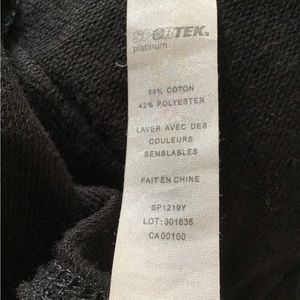 SPORTEK.
platinum
58% COTON
42% POLYESTER
LAVER AVEC DES
COULEURS
SEMBLABLES
FAIT EN CHINE
SP1219Y
LOT: 301635
CA00100